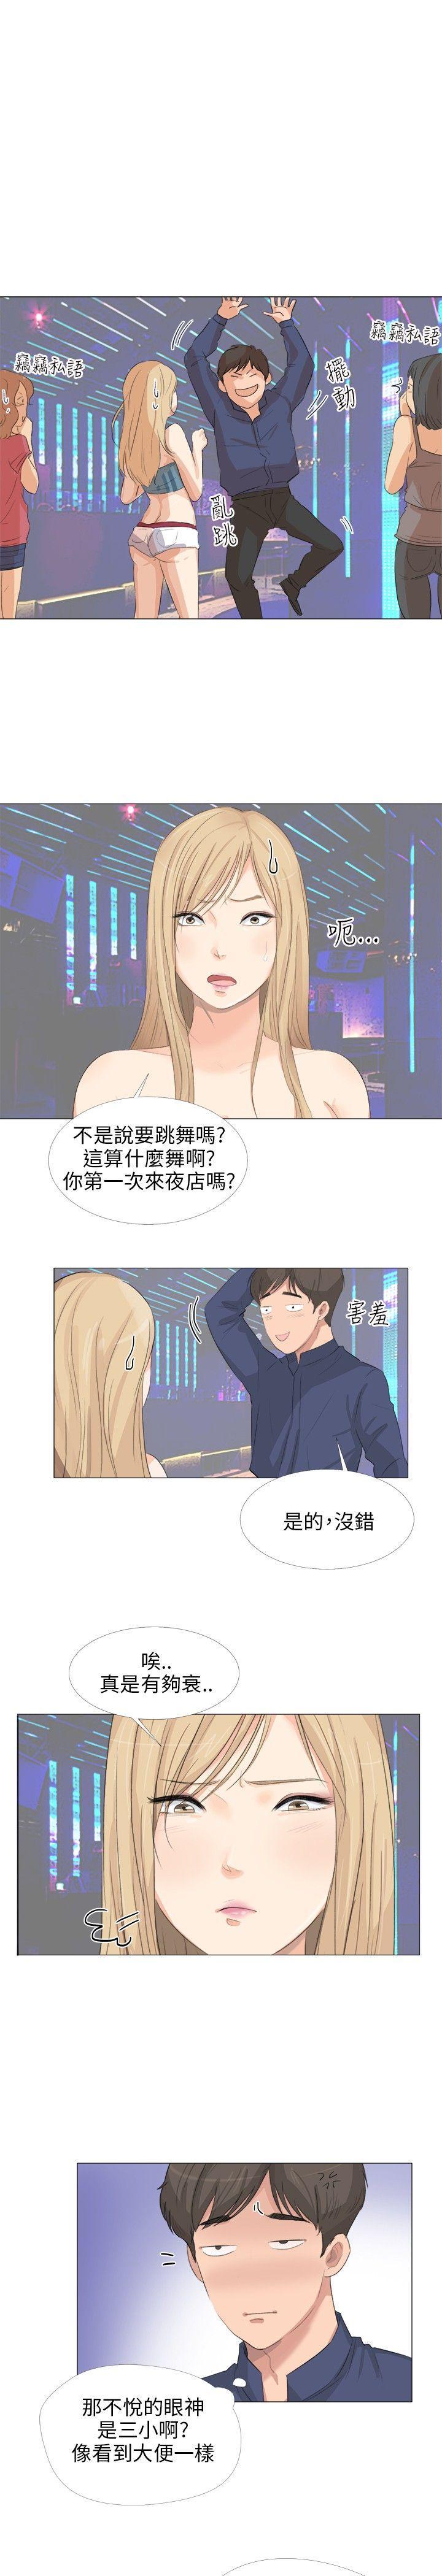 竊竊私語
擺動
亂跳
竊竊私語
呃...
不是說要跳舞嗎?
這算什麼舞啊?
你第一次來夜店嗎?
害羞
是的,沒錯
唉..
真是有夠衰..
那不悅的眼神
是三小啊?
像看到大便一樣